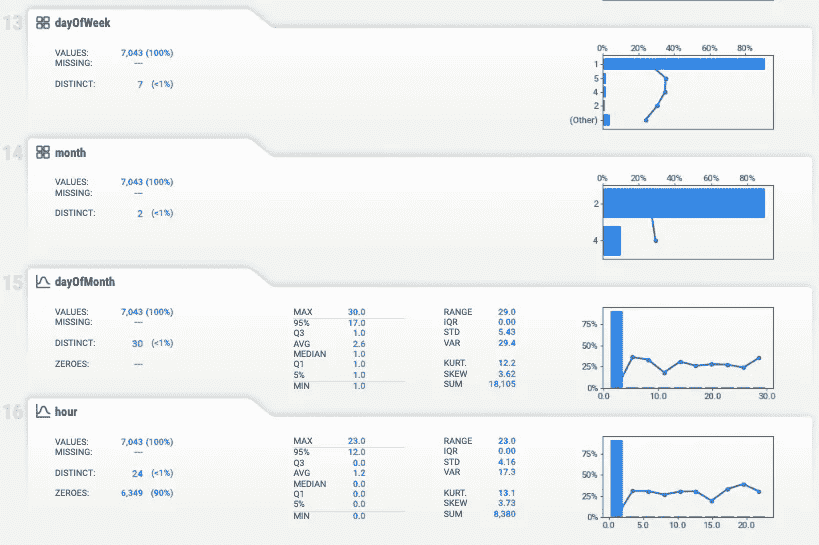 13 dayOfWeek
VALUES: 7,043 (100%)
MISSING: ---
DISTINCT: 7 (<1%)
0% 20% 40% 60% 80%
1
5
4
2
(Other)
14 month
VALUES: 7,043 (100%)
MISSING: ---
DISTINCT: 2 (<1%)
0% 20% 40% 60% 80%
2
4
15 dayOfMonth
VALUES: 7,043 (100%)
MISSING: ---
DISTINCT: 30 (<1%)
ZEROES: ---
MAX 30.0
95% 17.0
Q3 1.0
AVG 2.6
MEDIAN 1.0
Q1 1.0
5% 1.0
MIN 1.0
RANGE 29.0
IQR 0.00
STD 5.43
VAR 29.4
KURT. 12.2
SKEW 3.62
SUM 18,105
75%
50%
25%
0%
0.0 10.0 20.0 30.0
16 hour
VALUES: 7,043 (100%)
MISSING: ---
DISTINCT: 24 (<1%)
ZEROES: 6,349 (90%)
MAX 23.0
95% 12.0
Q3 0.0
AVG 1.2
MEDIAN 0.0
Q1 0.0
5% 0.0
MIN 0.0
RANGE 23.0
IQR 0.00
STD 4.16
VAR 17.3
KURT. 13.1
SKEW 3.73
SUM 8,380
75%
50%
25%
0%
0.0 5.0 10.0 15.0 20.0